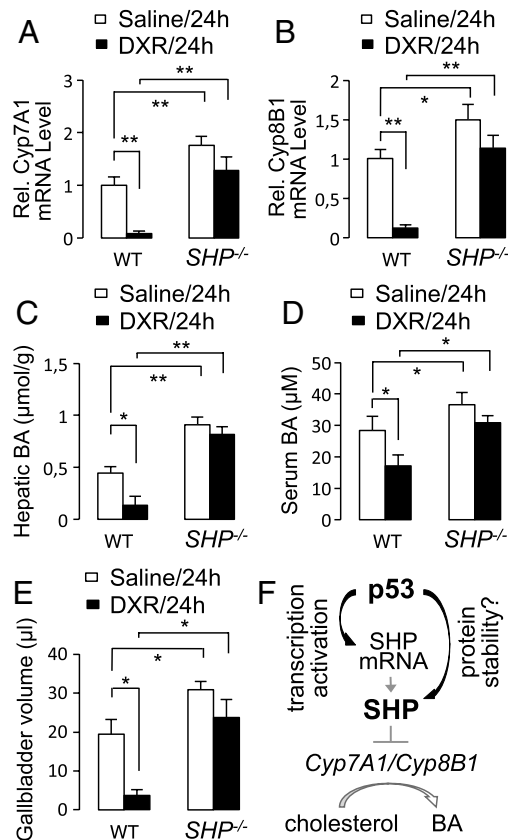 A
Saline/24h
DXR/24h
Rel. Cyp7A1
mRNA Level
3
2
1
0
**
**
**
WT
SHP-/-
B
Saline/24h
DXR/24h
Rel. Cyp8B1
mRNA Level
2
1,5
1
0,5
0
**
*
**
WT
SHP-/-
C
Saline/24h
DXR/24h
Hepatic BA (µmol/g)
1,5
1
0,5
0
**
**
*
WT
SHP-/-
D
Saline/24h
DXR/24h
Serum BA (µM)
50
40
30
20
10
0
*
*
*
WT
SHP-/-
E
Saline/24h
DXR/24h
Gallbladder volume (µl)
40
30
20
10
0
*
*
*
WT
SHP-/-
F
p53
transcription
activation
SHP
mRNA
protein
stability?
SHP
Cyp7A1/Cyp8B1
cholesterol
BA